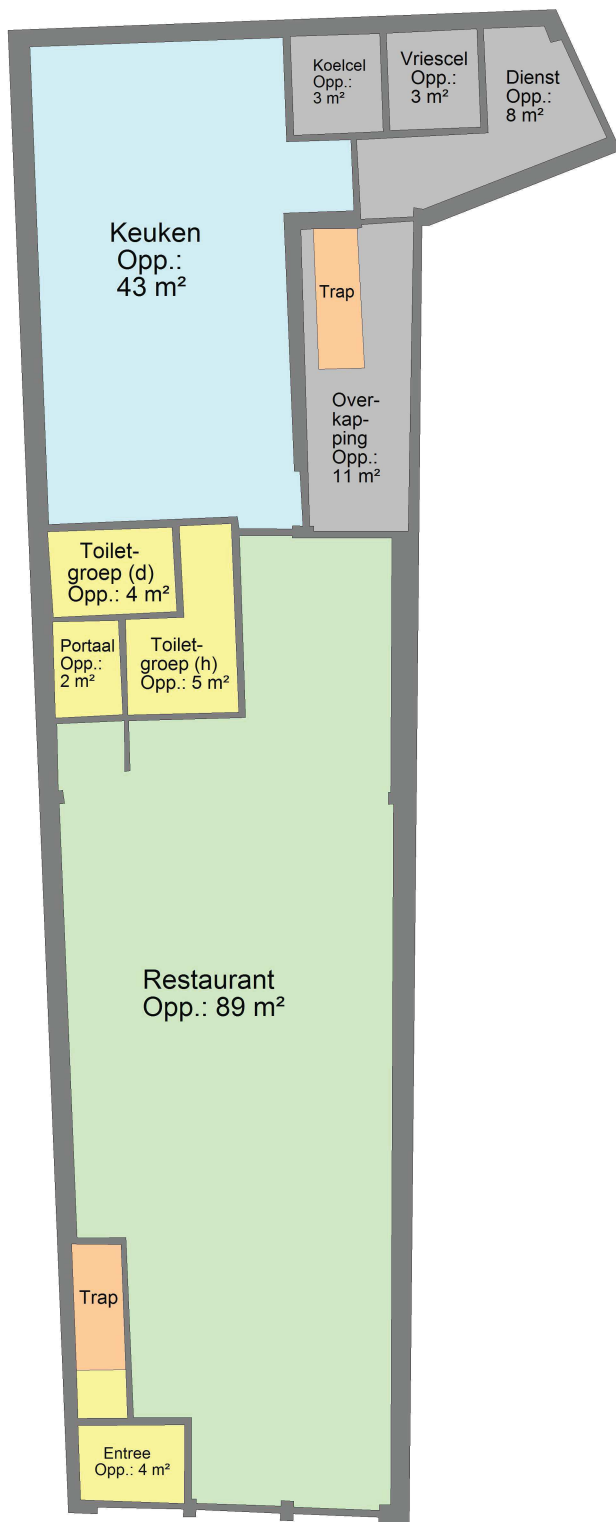 Koelcel
Opp.:
3 m²
Vriescel
Opp.:
3 m²
Dienst
Opp.:
8 m²
Keuken
Opp.:
43 m²
Trap
Over-
kap-
ping
Opp.:
11 m²
Toilet-
groep (d)
Opp.: 4 m²
Portaal
Opp.:
2 m²
Toilet-
groep (h)
Opp.: 5 m²
Restaurant
Opp.: 89 m²
Trap
Entree
Opp.: 4 m²